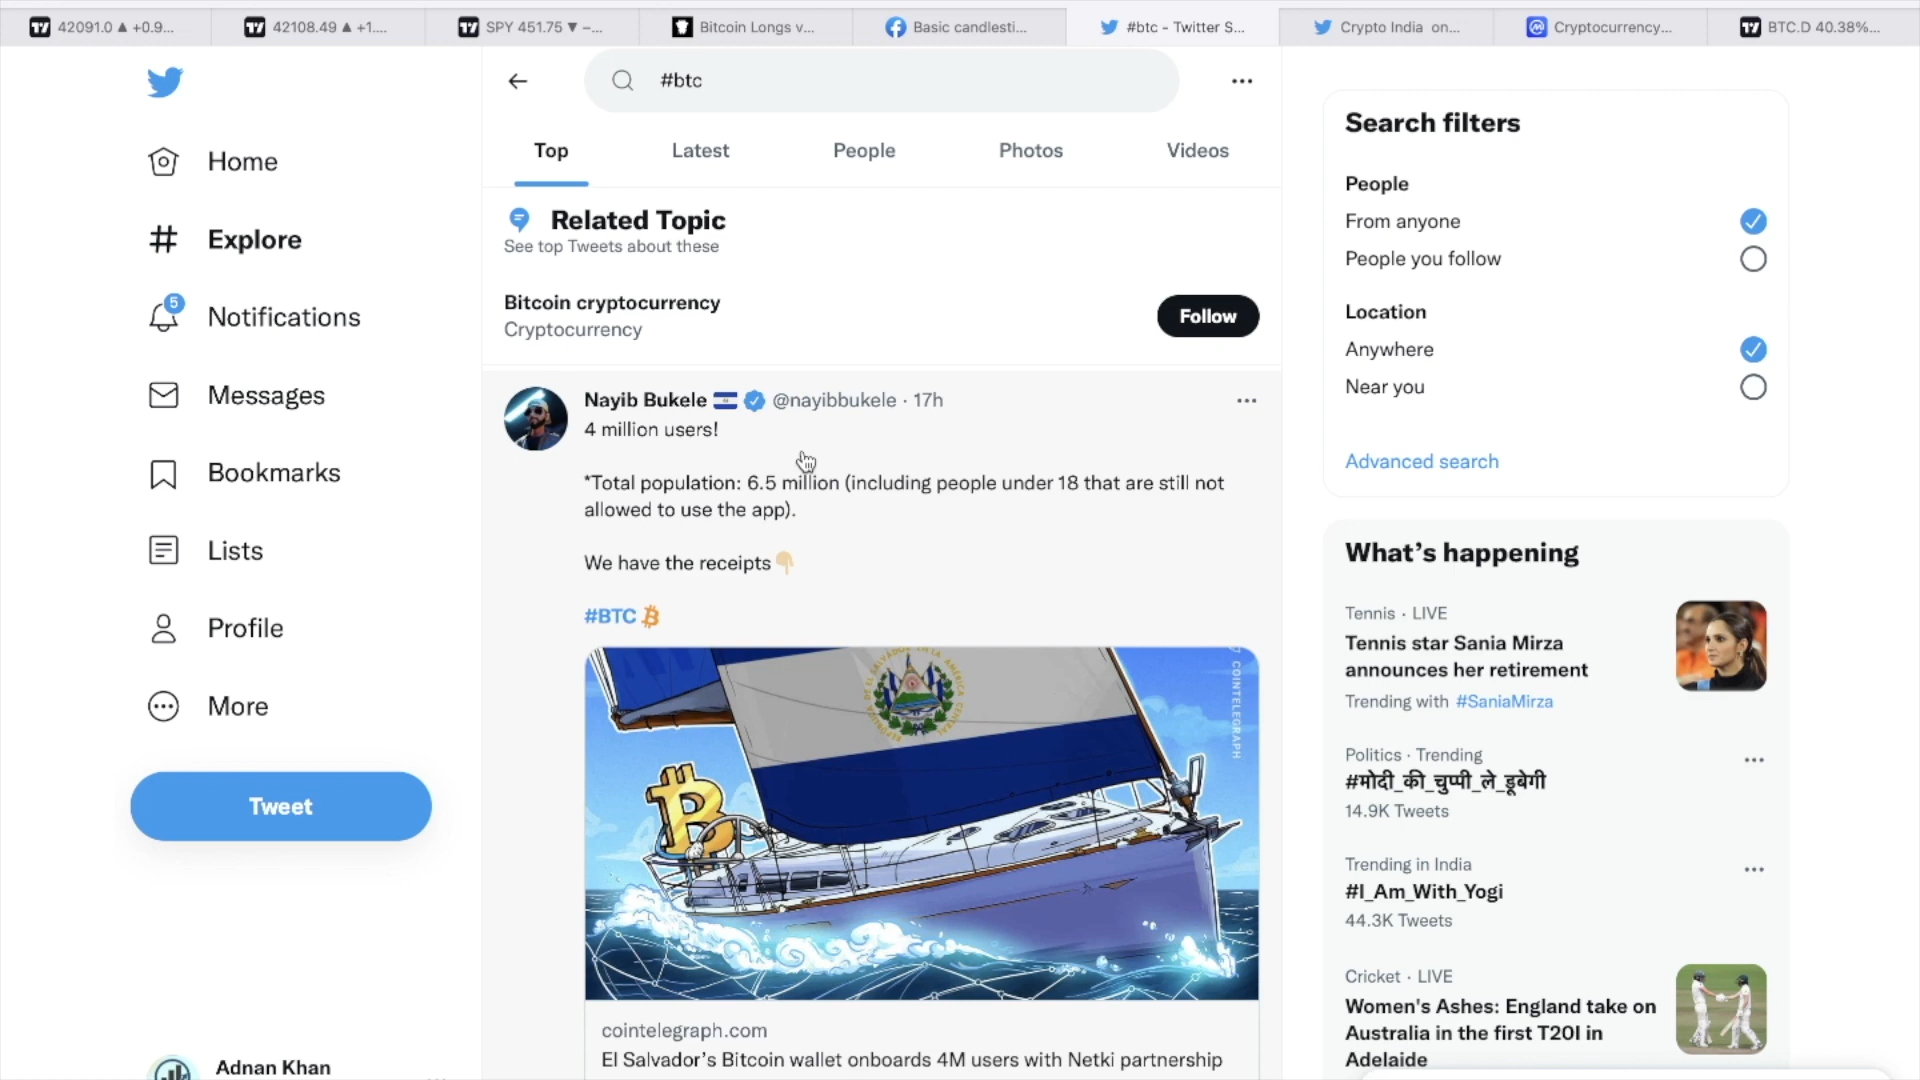 42091.0 ▲ +0.9...
42108.49 ▲ +1....
SPY 451.75 ▼ −...
Bitcoin Longs v...
Basic candlesti...
#btc - Twitter S...
Crypto India on...
Cryptocurrency...
BTC.D 40.38%...
Home
Explore
5
Notifications
Messages
Bookmarks
Lists
Profile
More
Tweet
Adnan Khan
#btc
Top
Latest
People
Photos
Videos
Related Topic
See top Tweets about these
Bitcoin cryptocurrency
Cryptocurrency
Follow
Nayib Bukele @nayibbukele · 17h
4 million users!
*Total population: 6.5 million (including people under 18 that are still not
allowed to use the app).
We have the receipts
#BTC
COINTELEGRAPH
cointelegraph.com
El Salvador's Bitcoin wallet onboards 4M users with Netki partnership
Search filters
People
From anyone
People you follow
Location
Anywhere
Near you
Advanced search
What's happening
Tennis · LIVE
Tennis star Sania Mirza
announces her retirement
Trending with #SaniaMirza
Politics · Trending
#मोदी_की_चुप्पी_ले_डूबेगी
14.9K Tweets
Trending in India
#I_Am_With_Yogi
44.3K Tweets
Cricket · LIVE
Women's Ashes: England take on
Australia in the first T20I in
Adelaide